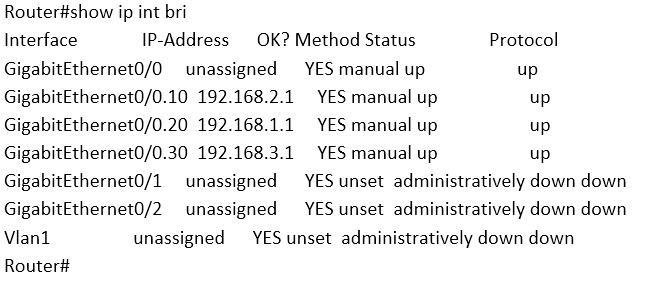 Router#show ip int bri
Interface IP-Address OK? Method Status Protocol
GigabitEthernet0/0 unassigned YES manual up up
GigabitEthernet0/0.10 192.168.2.1 YES manual up up
GigabitEthernet0/0.20 192.168.1.1 YES manual up up
GigabitEthernet0/0.30 192.168.3.1 YES manual up up
GigabitEthernet0/1 unassigned YES unset administratively down down
GigabitEthernet0/2 unassigned YES unset administratively down down
Vlan1 unassigned YES unset administratively down down
Router#